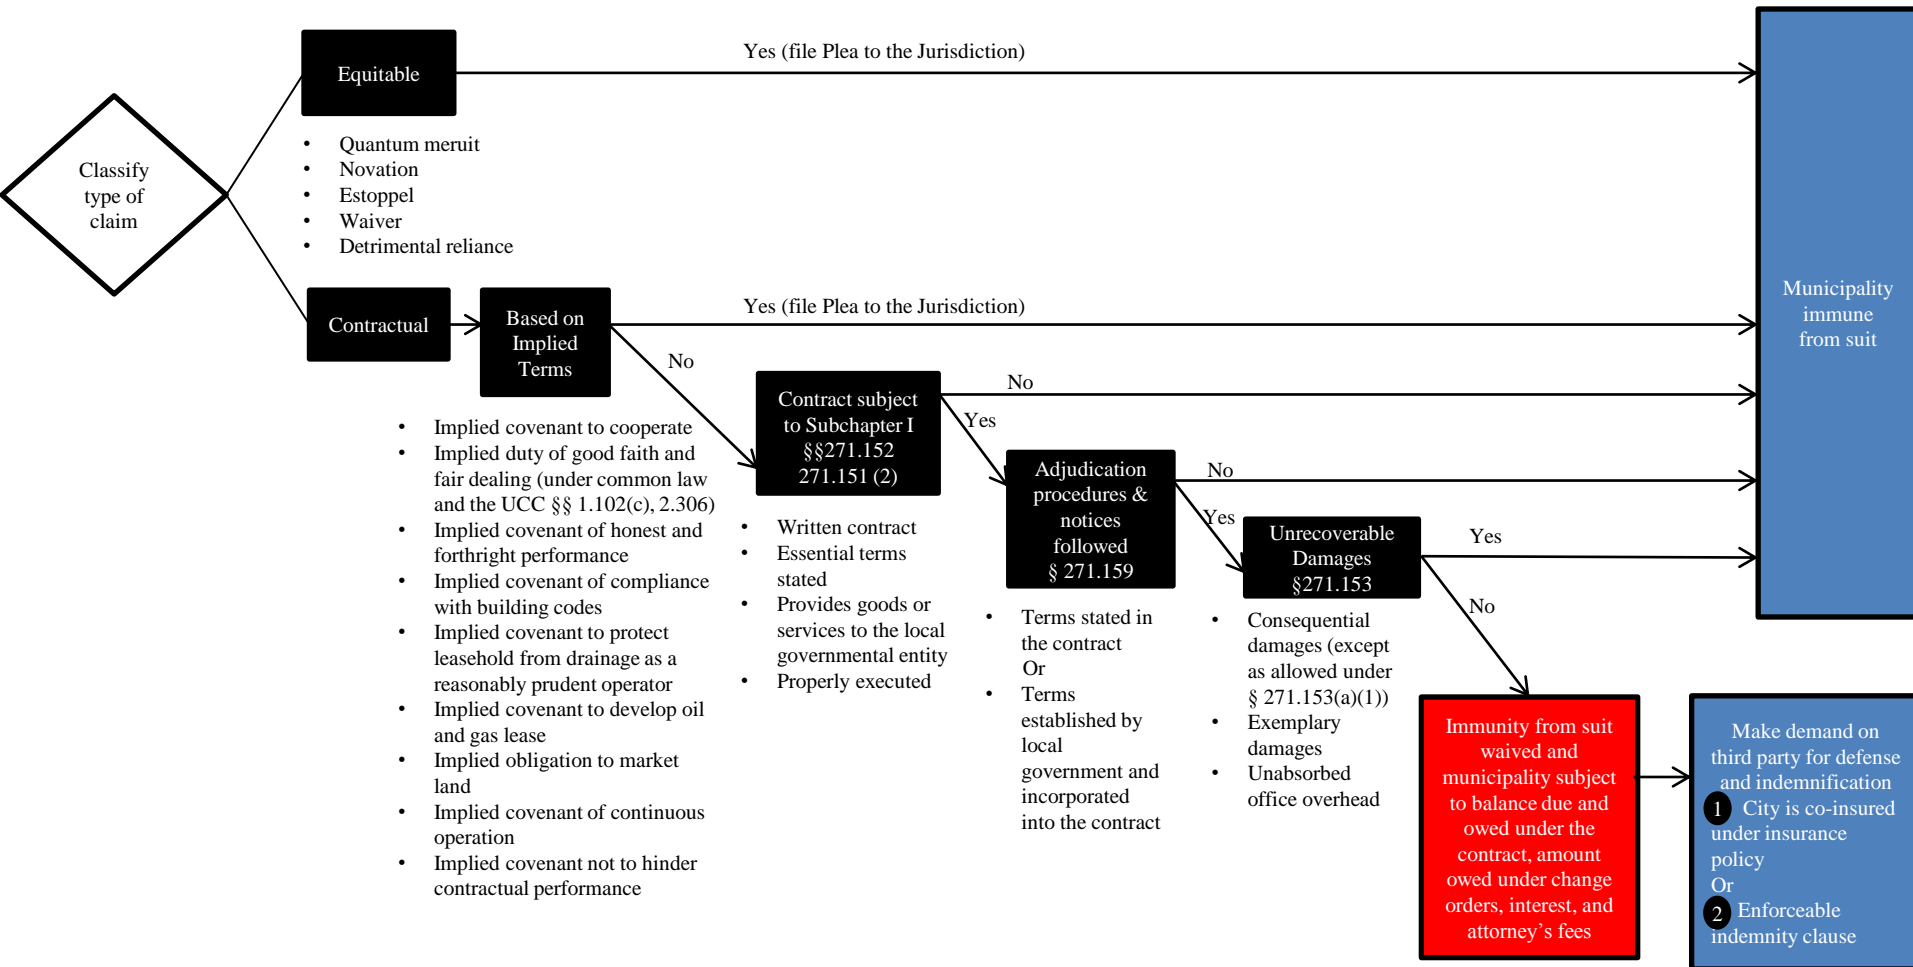 Classify
type of
claim
Equitable
Yes (file Plea to the Jurisdiction)
• Quantum meruit
• Novation
• Estoppel
• Waiver
• Detrimental reliance
Contractual
Based on
Implied
Terms
Yes (file Plea to the Jurisdiction)
No
• Implied covenant to cooperate
• Implied duty of good faith and
fair dealing (under common law
and the UCC §§ 1.102(c), 2.306)
• Implied covenant of honest and
forthright performance
• Implied covenant of compliance
with building codes
• Implied covenant to protect
leasehold from drainage as a
reasonably prudent operator
• Implied covenant to develop oil
and gas lease
• Implied obligation to market
land
• Implied covenant of continuous
operation
• Implied covenant not to hinder
contractual performance
Contract subject
to Subchapter I
§§271.152
271.151 (2)
No
Yes
• Written contract
• Essential terms
stated
• Provides goods or
services to the local
governmental entity
• Properly executed
Adjudication
procedures &
notices
followed
§ 271.159
No
Yes
• Terms stated in
the contract
Or
• Terms
established by
local
government and
incorporated
into the contract
Unrecoverable
Damages
§271.153
Yes
No
• Consequential
damages (except
as allowed under
§ 271.153(a)(1))
• Exemplary
damages
• Unabsorbed
office overhead
Municipality
immune
from suit
Immunity from suit
waived and
municipality subject
to balance due and
owed under the
contract, amount
owed under change
orders, interest, and
attorney’s fees
Make demand on
third party for defense
and indemnification
1 City is co-insured
under insurance
policy
Or
2 Enforceable
indemnity clause